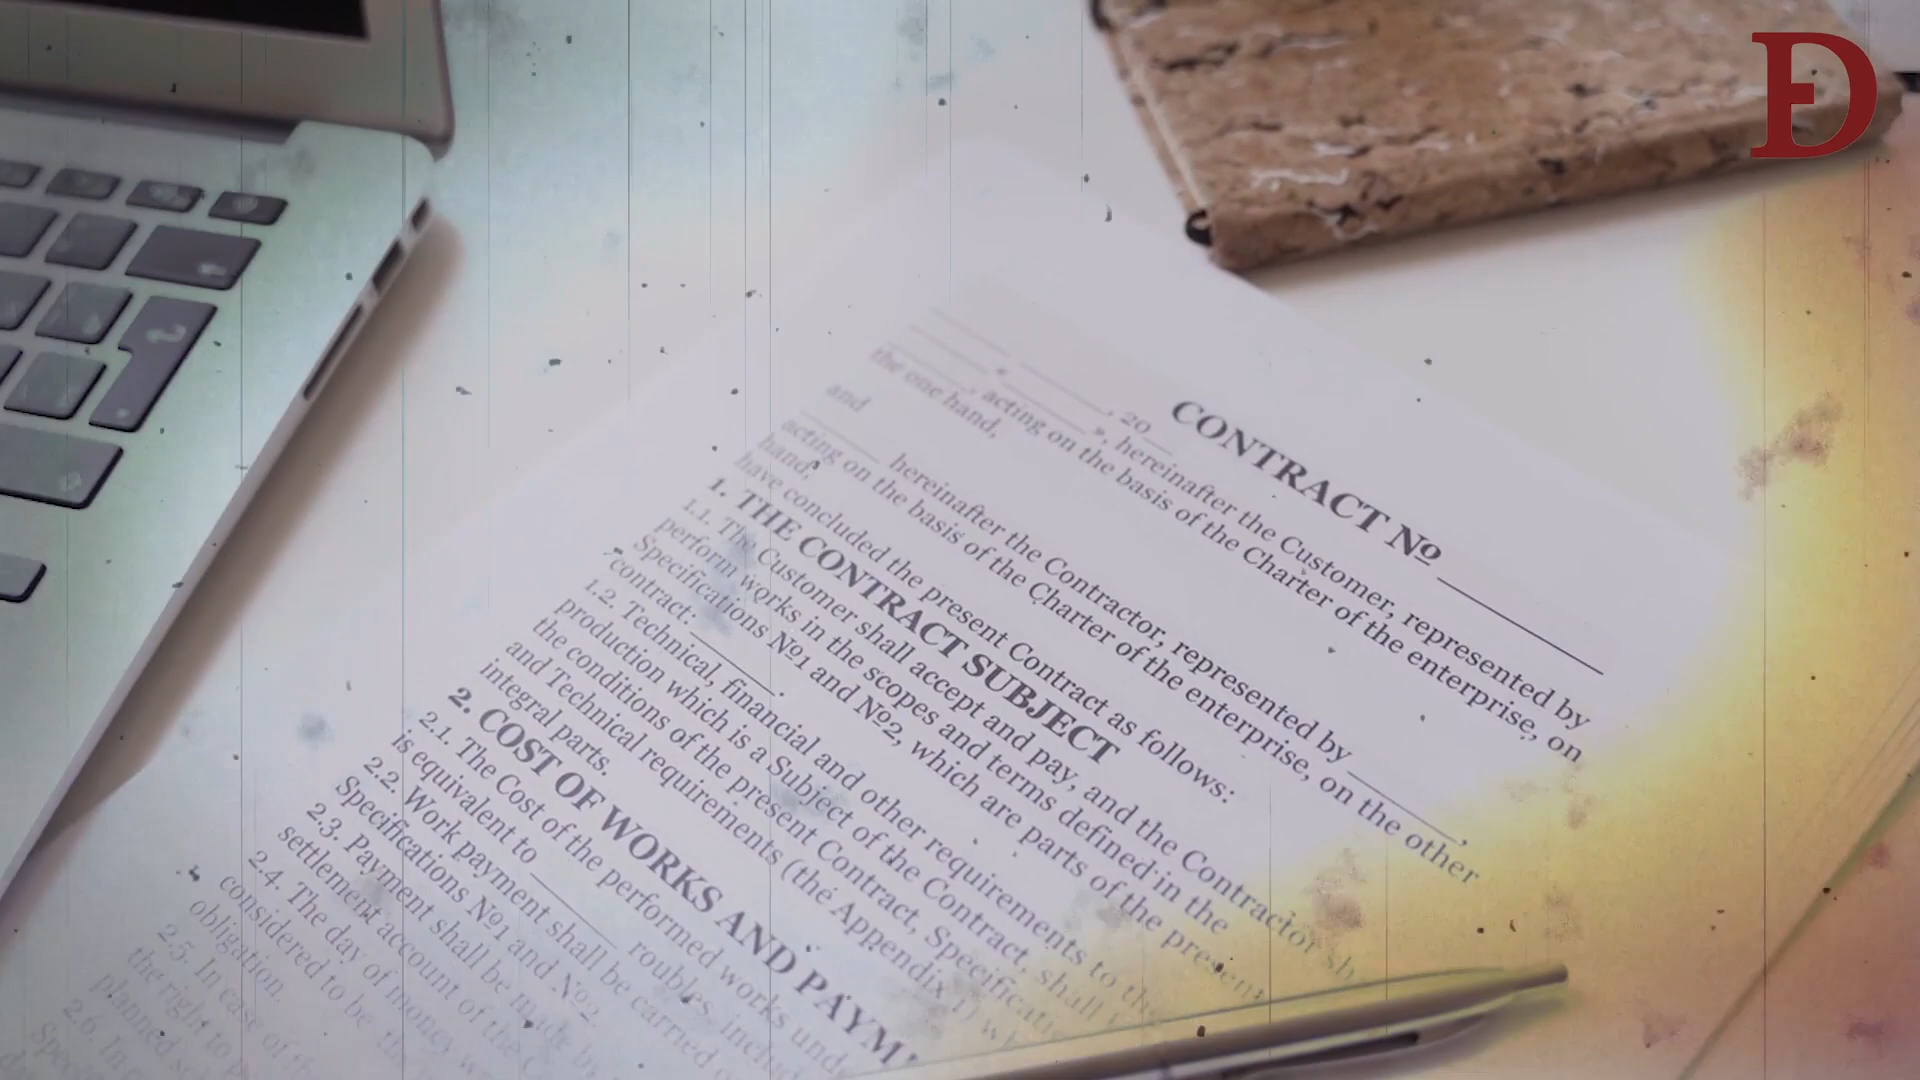 CONTRACT №
, 20
», hereinafter the Customer, represented by
, acting on the basis of the Charter of the enterprise, on
the one hand,
and
hereinafter the Contractor, represented by ,
acting on the basis of the Charter of the enterprise, on the other
hand,
have concluded the present Contract as follows:
1. THE CONTRACT SUBJECT
1.1. The Customer shall accept and pay, and the Contractor
perform works in the scopes and terms defined in the
Specifications №1 and №2, which are parts of the present
contract: .
1.2. Technical, financial and other requirements to
production which is a Subject of the Contract, shall
the conditions of the present Contract,
and Technical requirements (the Appendix 1)
integral parts.
2. COST OF WORKS AND
2.1. The Cost of the performed works
is equivalent to roubles,
2.2. Work payment shall be carried
Specifications №1 and №2.
2.3. Payment shall be made by
settlement account of the
2.4. The day of money
considered to be the
obligation.
2.5. In case of
the right to
planned
2.6. In